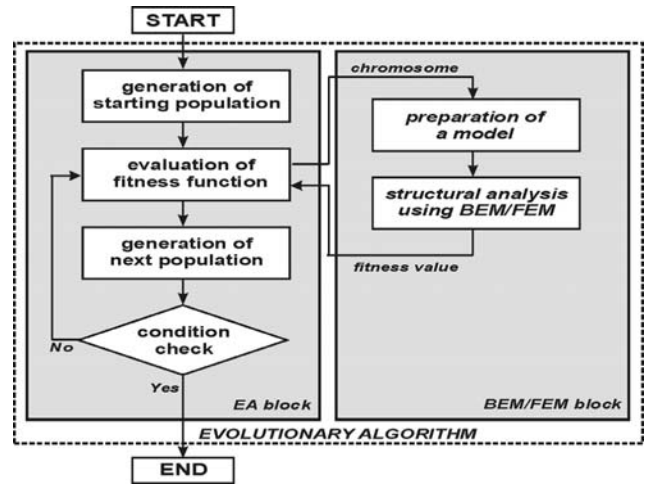 START
generation of
starting population
evaluation of
fitness function
generation of
next population
condition
check
No
Yes
EA block
chromosome
preparation of
a model
structural analysis
using BEM/FEM
fitness value
BEM/FEM block
EVOLUTIONARY ALGORITHM
END